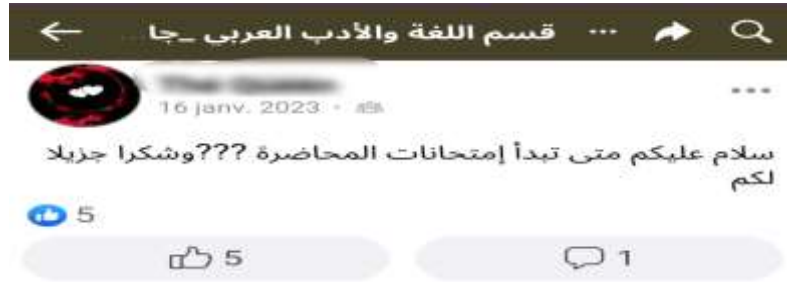 قسم اللغة والأدب العربي _جا
16 janv. 2023
سلام عليكم متى تبدأ إمتحانات المحاضرة ???وشكرا جزيلا
لكم
5
5
1